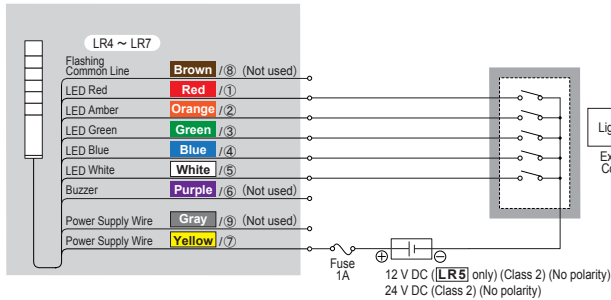 LR4 ~ LR7
Flashing
Common Line Brown /⑧ (Not used)
LED Red Red /①
LED Amber Orange /②
LED Green Green /③
LED Blue Blue /④
LED White White /⑤
Buzzer Purple /⑥ (Not used)
Power Supply Wire Gray /⑨ (Not used)
Power Supply Wire Yellow /⑦
Fuse
1A
⊕ ⊖
12 V DC (LR5 only) (Class 2) (No polarity)
24 V DC (Class 2) (No polarity)